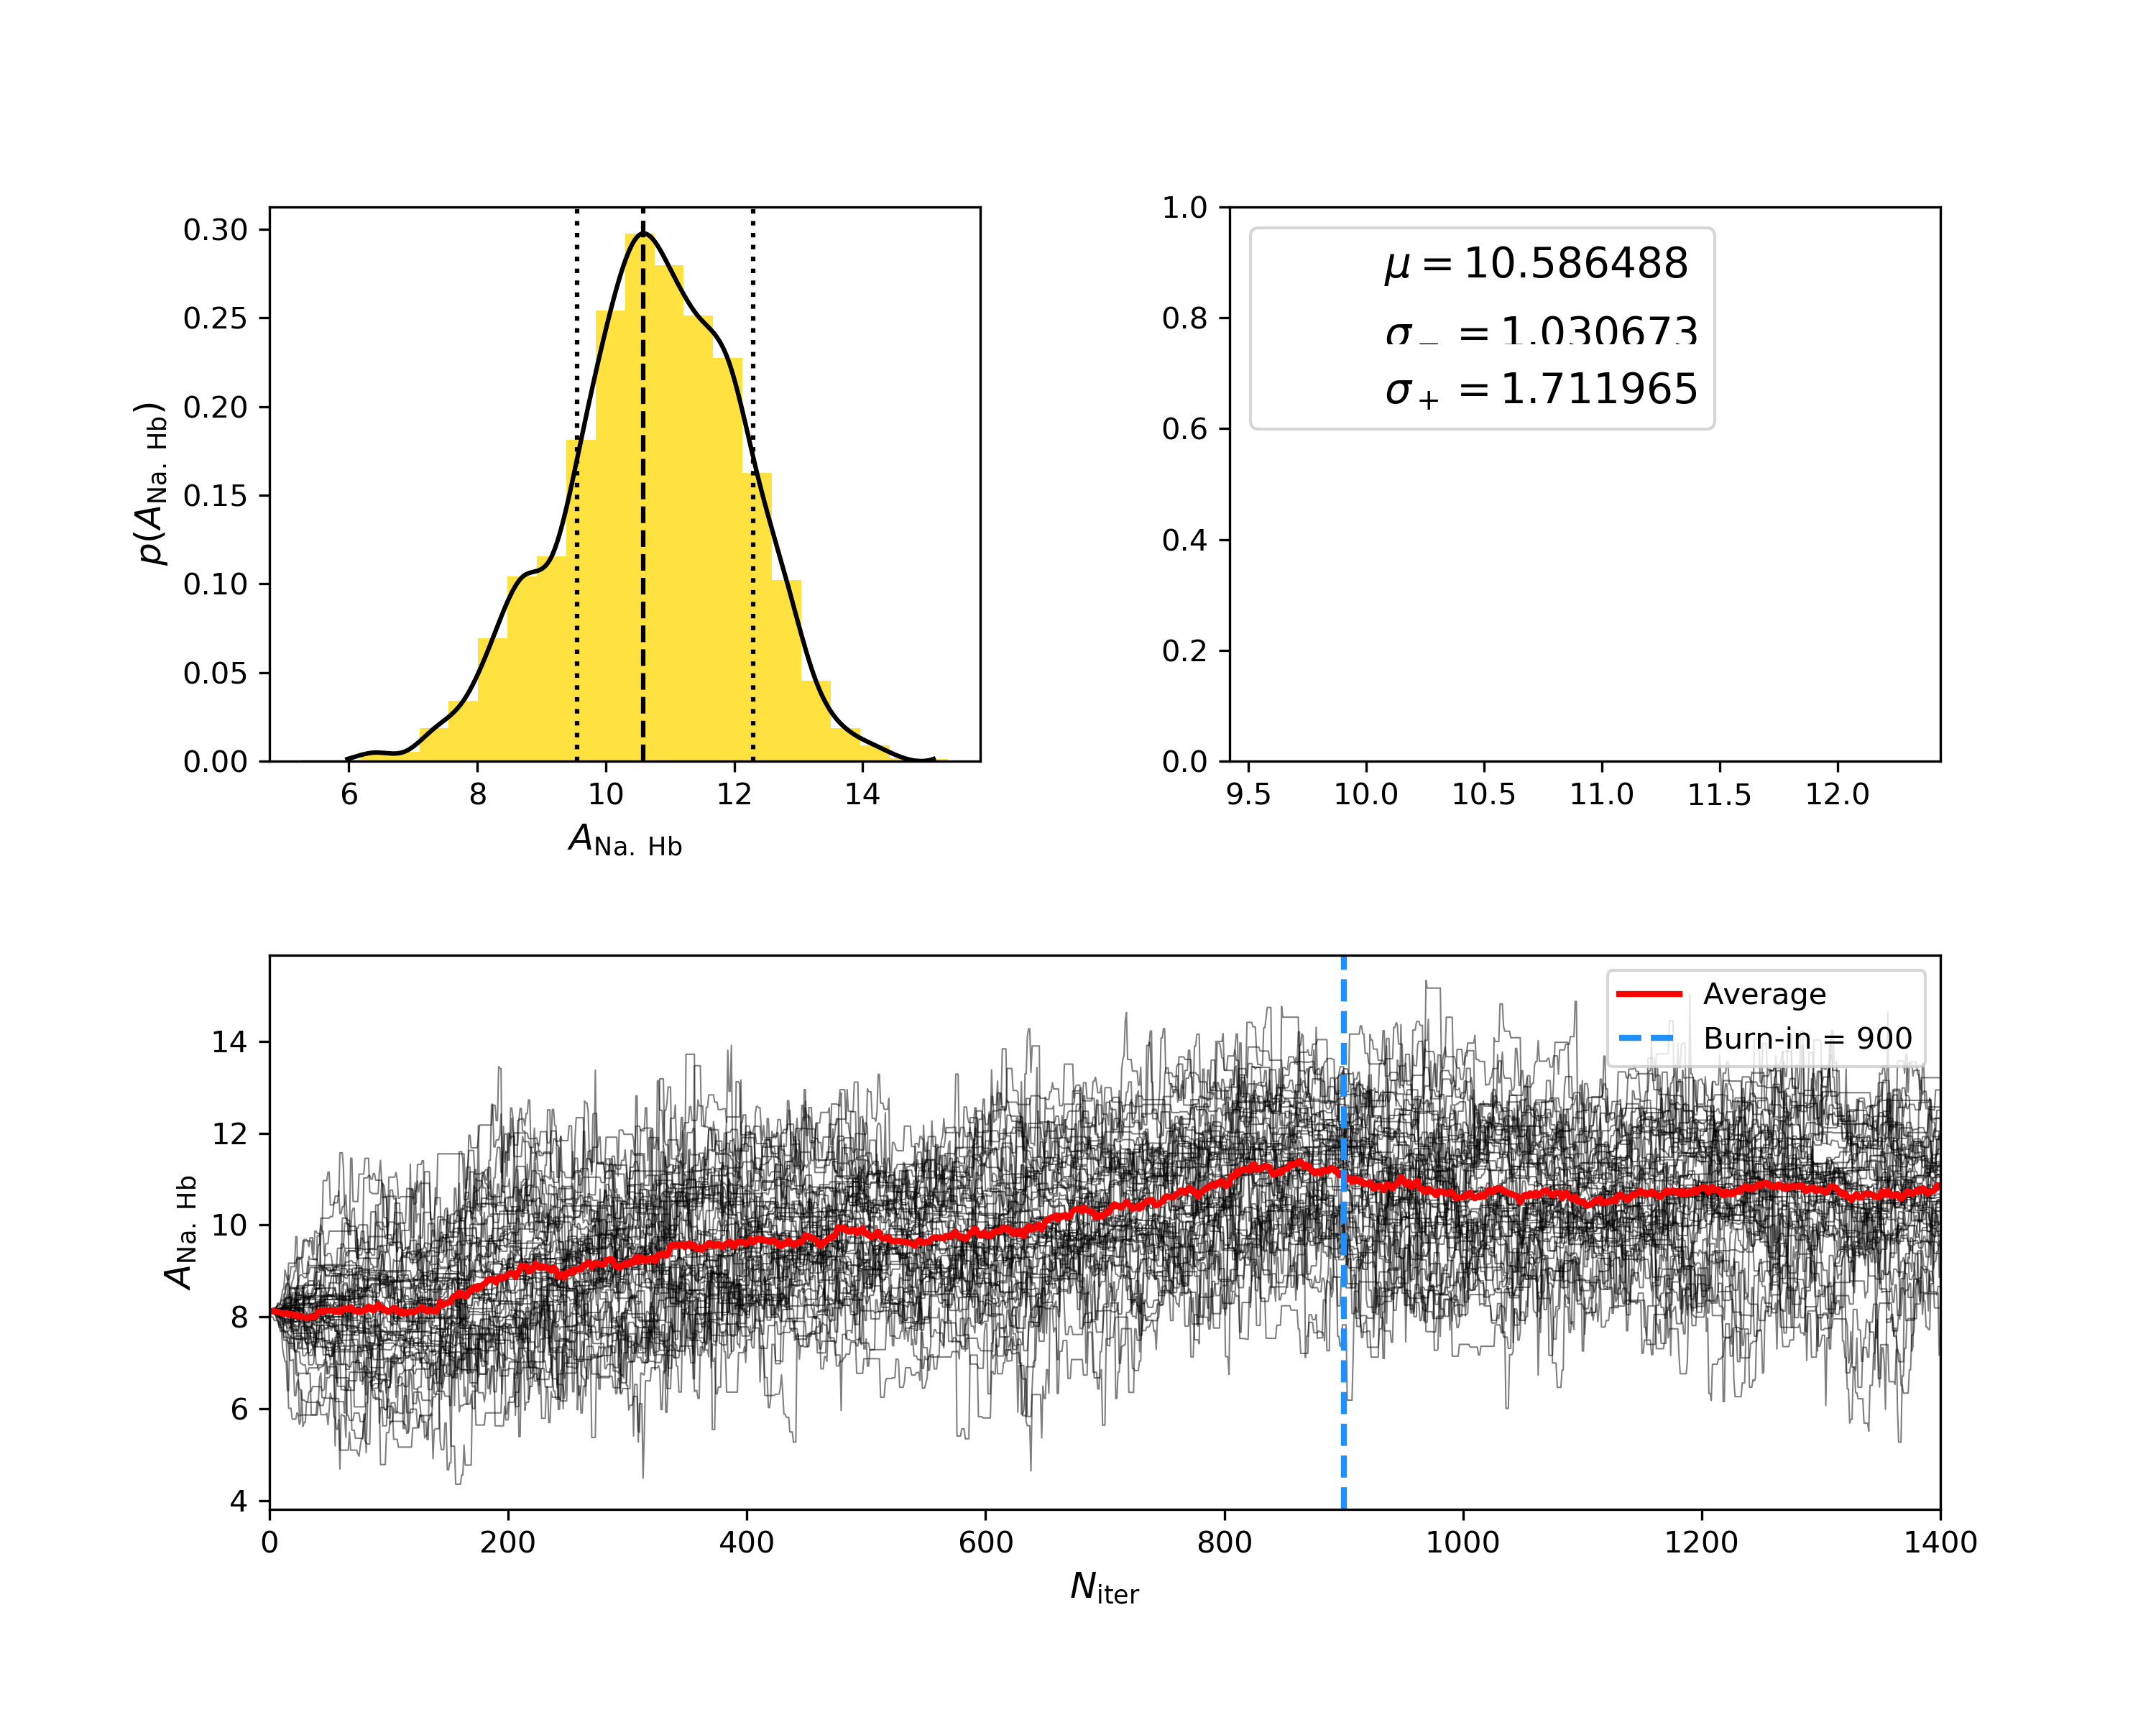 0.30
0.25
0.20
0.15
0.10
0.05
0.00
p(A_Na. Hb)
6 8 10 12 14
A_Na. Hb
1.0
0.8
0.6
0.4
0.2
0.0
μ = 10.586488
σ_− = 1.030673
σ_+ = 1.711965
9.5 10.0 10.5 11.0 11.5 12.0
14
12
10
8
6
4
A_Na. Hb
Average
Burn-in = 900
0 200 400 600 800 1000 1200 1400
N_iter